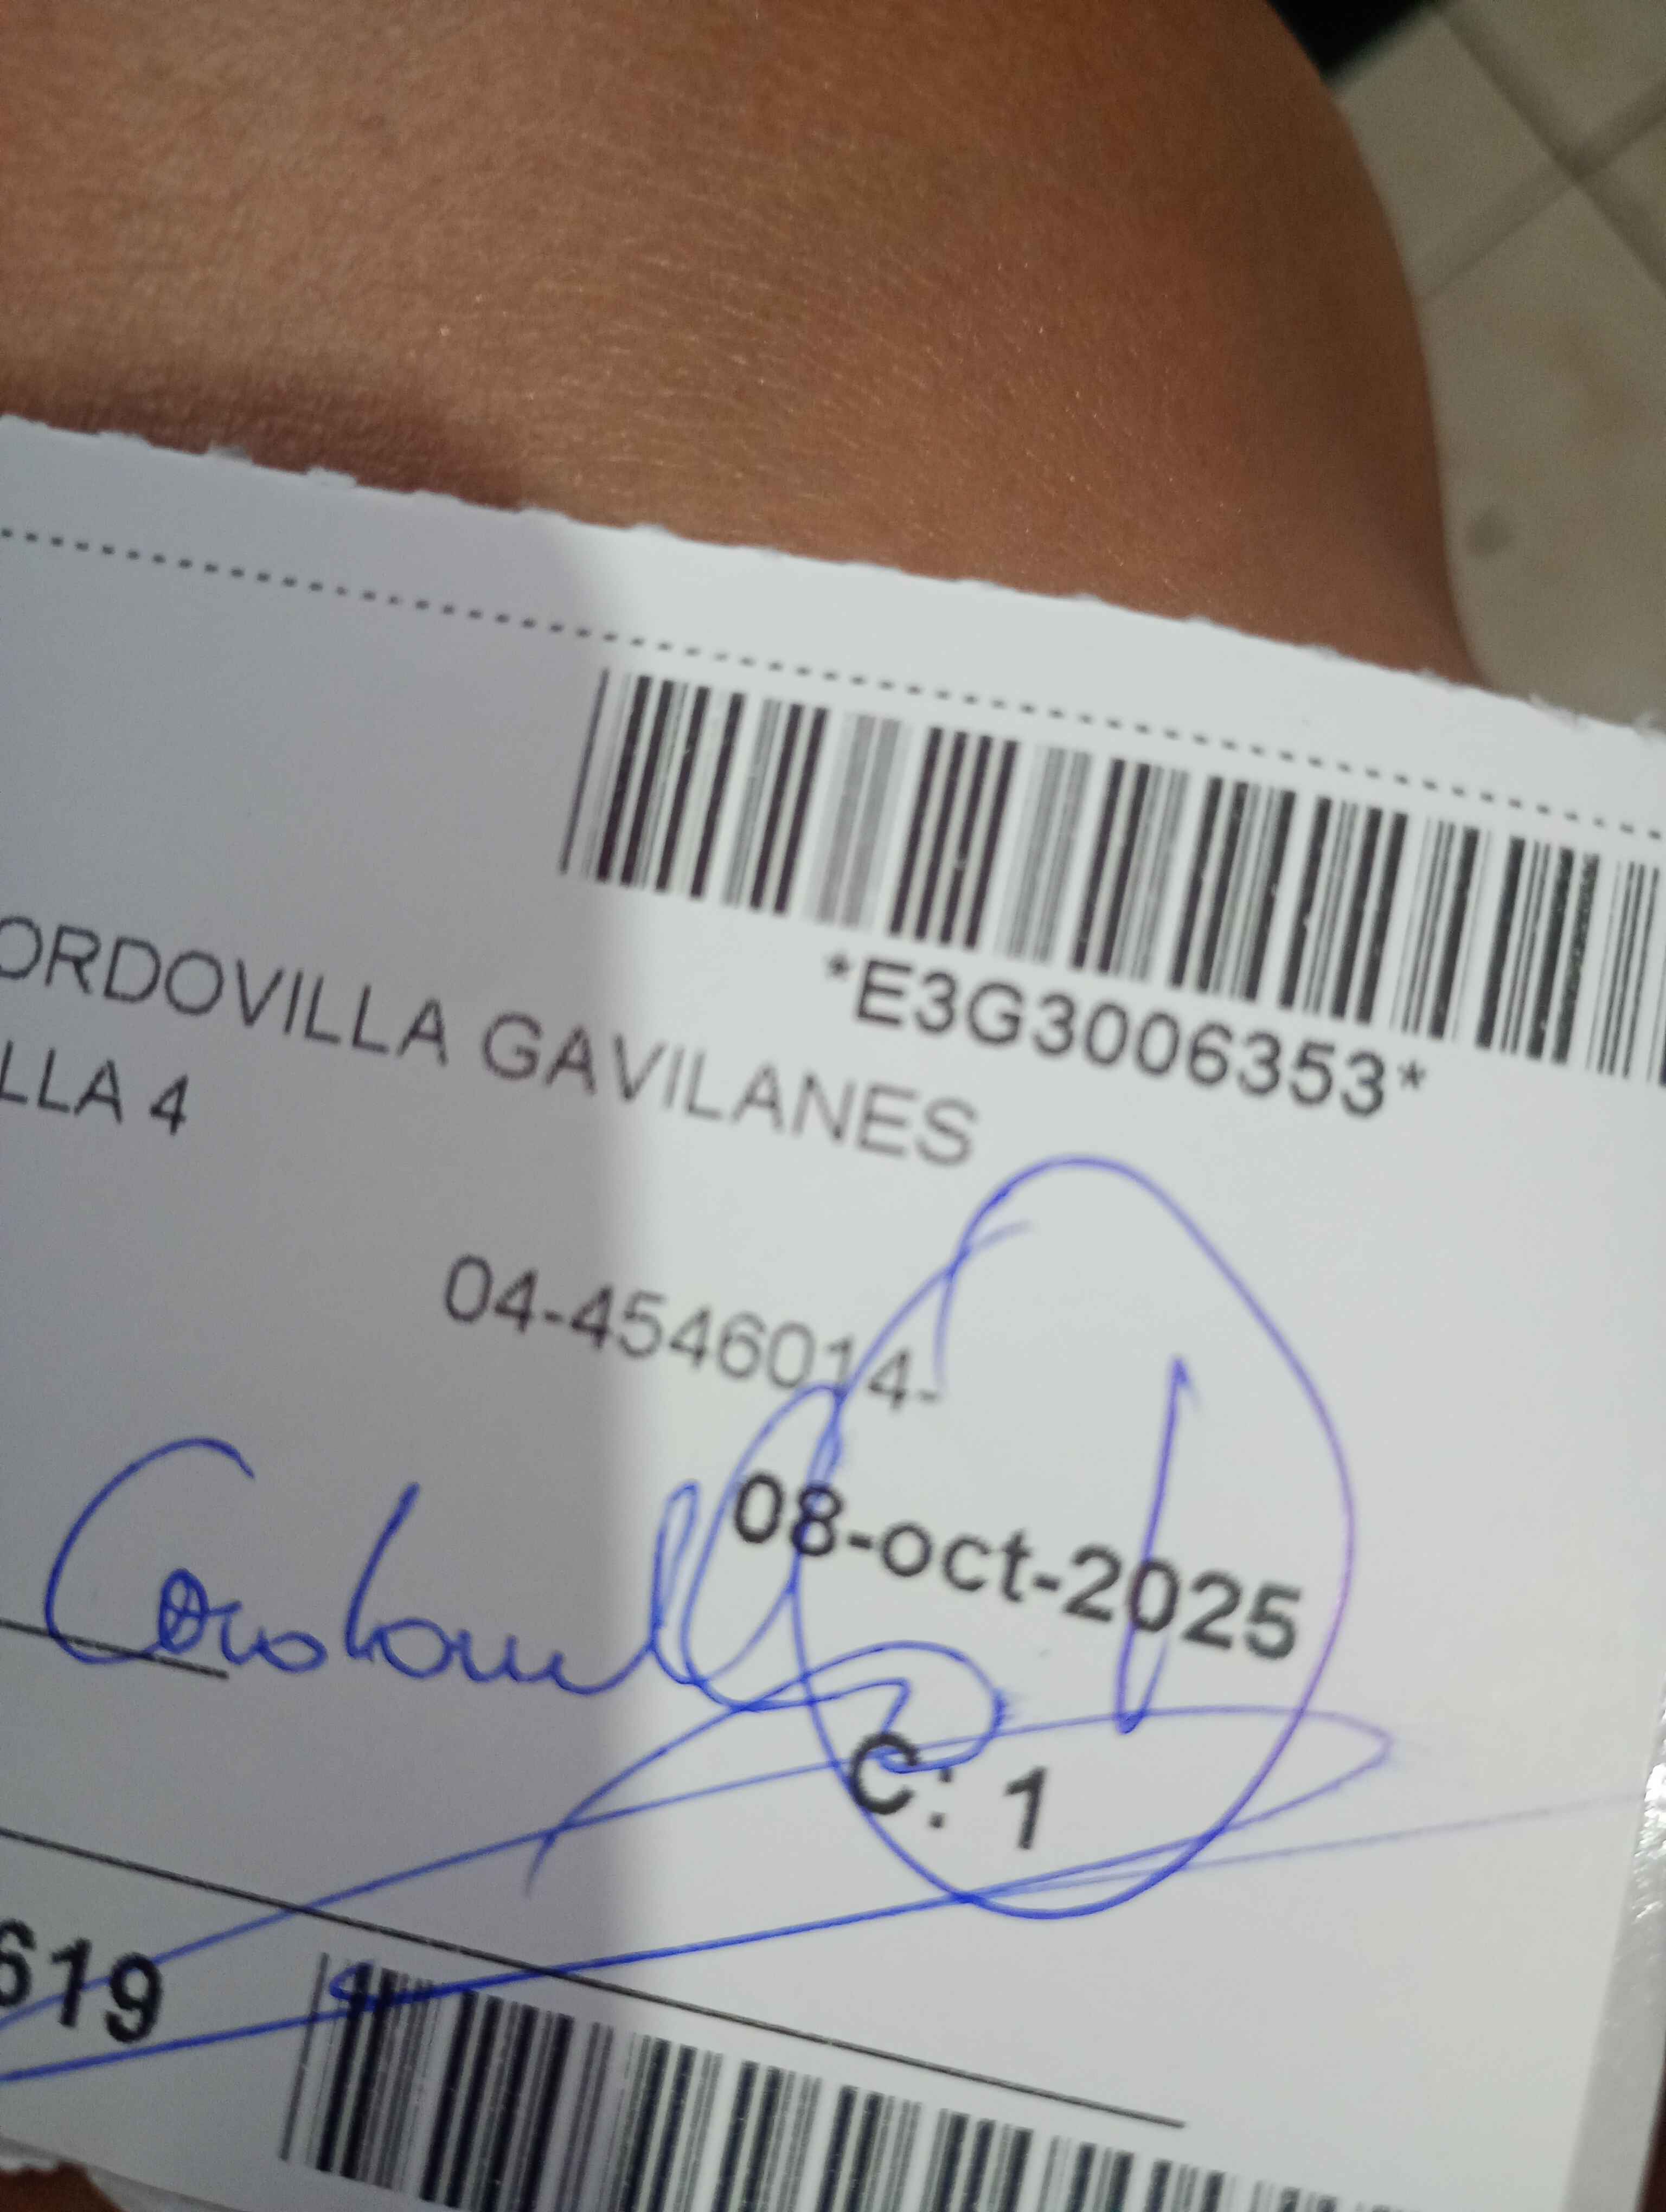 *E3G3006353*
ORDOVILLA GAVILANES
LLA 4
04-4546014-
08-oct-2025
C: 1
619